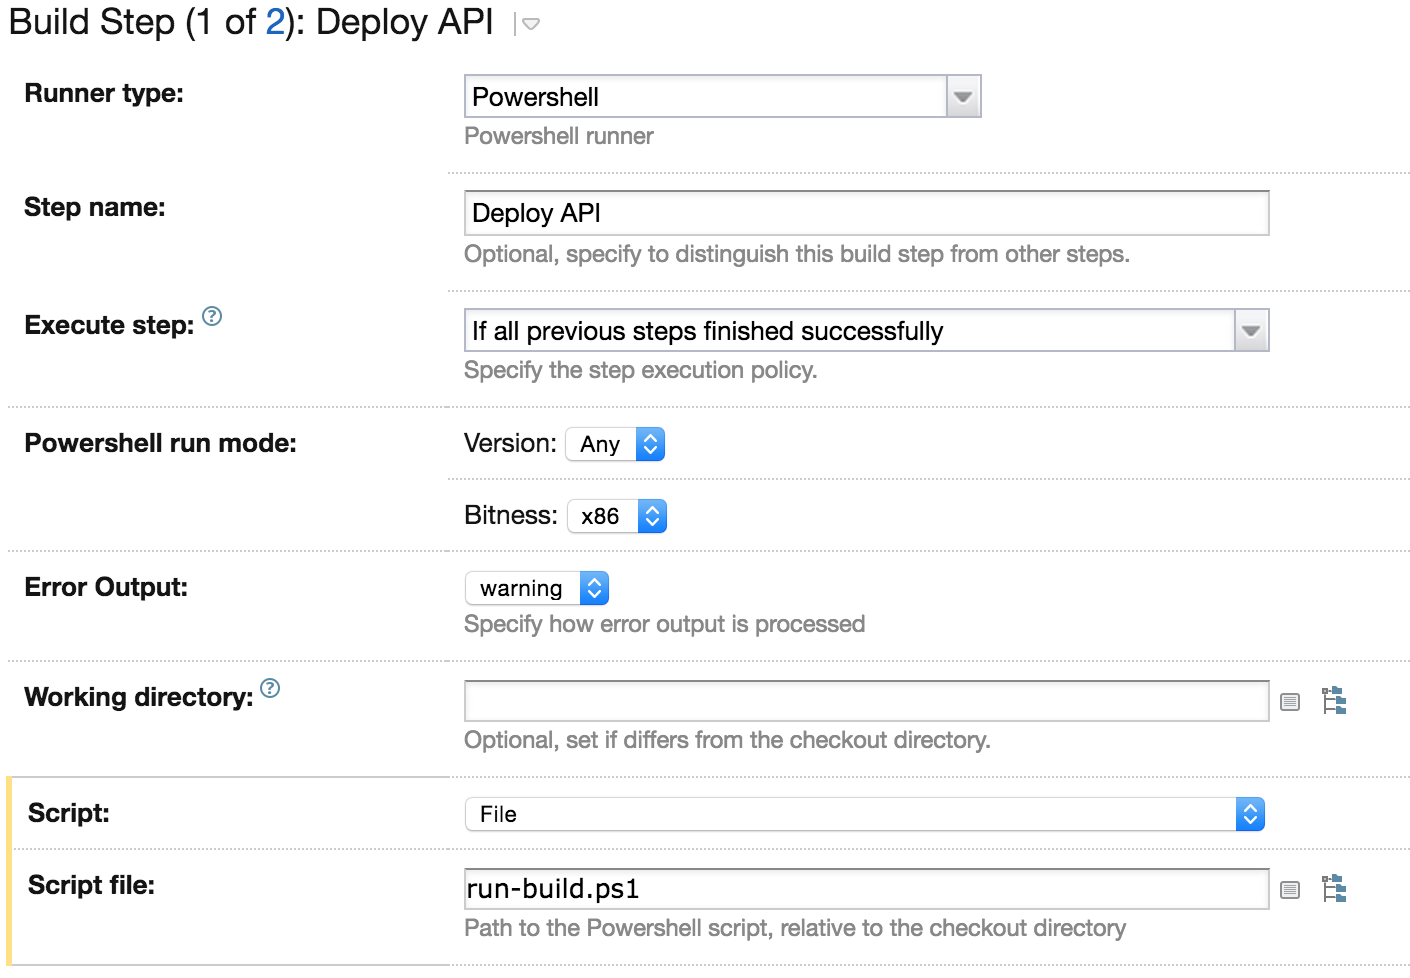 Build Step (1 of 2): Deploy API
Runner type:
Powershell
Powershell runner
Step name:
Deploy API
Optional, specify to distinguish this build step from other steps.
Execute step: ?
If all previous steps finished successfully
Specify the step execution policy.
Powershell run mode:
Version: Any
Bitness: x86
Error Output:
warning
Specify how error output is processed
Working directory: ?
Optional, set if differs from the checkout directory.
Script:
File
Script file:
run-build.ps1
Path to the Powershell script, relative to the checkout directory